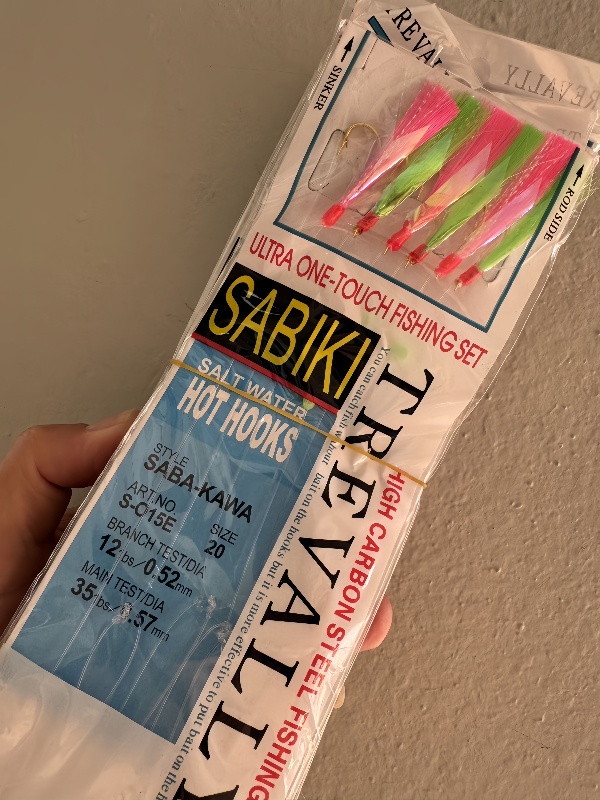 TREVALLY
SINKER
ROD SIDE
ULTRA ONE-TOUCH FISHING SET
SABIKI
SALT WATER
HOT HOOKS
STYLE
SABA-KAWA
ART.NO. SIZE
S-015E 20
BRANCH TEST/DIA
12 lbs/0.52mm
MAIN TEST/DIA
35 lbs./ .57mm
You can catch fish without bait on the hooks but it is more effective to put bait on the h
TREVALLY
HIGH CARBON STEEL FISHING